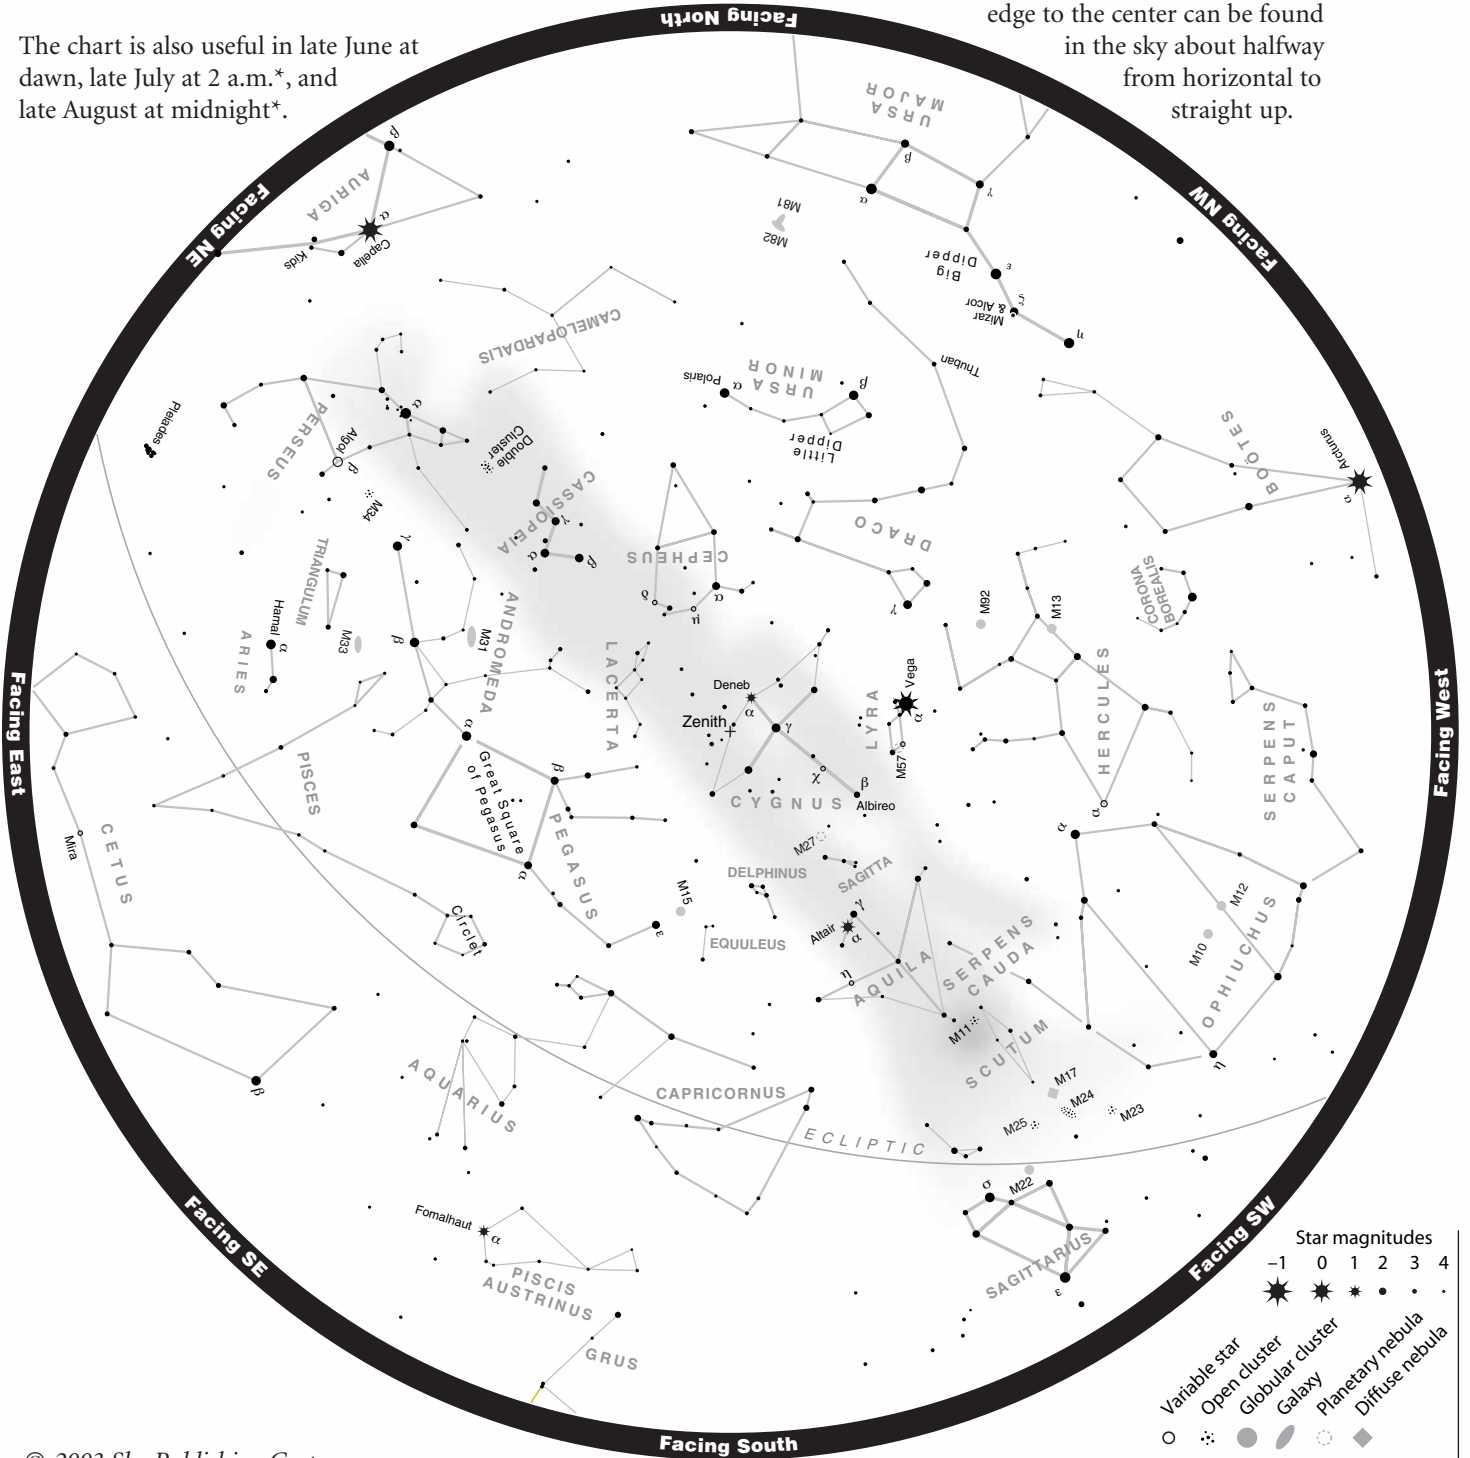 The chart is also useful in late June at
dawn, late July at 2 a.m.*, and
late August at midnight*.
edge to the center can be found
in the sky about halfway
from horizontal to
straight up.
Facing North
Facing NE
Facing NW
Facing East
Facing West
Facing SE
Facing SW
Facing South
URSA
MAJOR
β
α
γ
ε
ζ
η
Big
Dipper
Mizar
& Alcor
M81
M82
AURIGA
β
α
Capella
Kids
CAMELOPARDALIS
Polaris
α
URSA
MINOR
β
Little
Dipper
Thuban
DRACO
γ
BOÖTES
Arcturus
α
CORONA
BOREALIS
Pleiades
PERSEUS
α
Algol
β
M34
Double
Cluster
CASSIOPEIA
γ
α
β
CEPHEUS
δ
μ
α
TRIANGULUM
M33
Hamal
α
ARIES
γ
β
M31
ANDROMEDA
α
LACERTA
Deneb
α
Zenith
γ
χ
β
Albireo
CYGNUS
LYRA
Vega
α
M57
M92
M13
HERCULES
α
SERPENS
CAPUT
PISCES
Great Square
of Pegasus
β
α
PEGASUS
ε
M15
Circlet
CETUS
Mira
β
M27
SAGITTA
DELPHINUS
EQUULEUS
Altair
γ
α
η
AQUILA
SERPENS
CAUDA
M11
SCUTUM
α
OPHIUCHUS
M12
M10
η
M17
M24
M23
M25
M22
AQUARIUS
CAPRICORNUS
ECLIPTIC
SAGITTARIUS
σ
ε
Fomalhaut
α
PISCIS
AUSTRINUS
GRUS
Star magnitudes
–1 0 1 2 3 4
Variable star
Open cluster
Globular cluster
Galaxy
Planetary nebula
Diffuse nebula